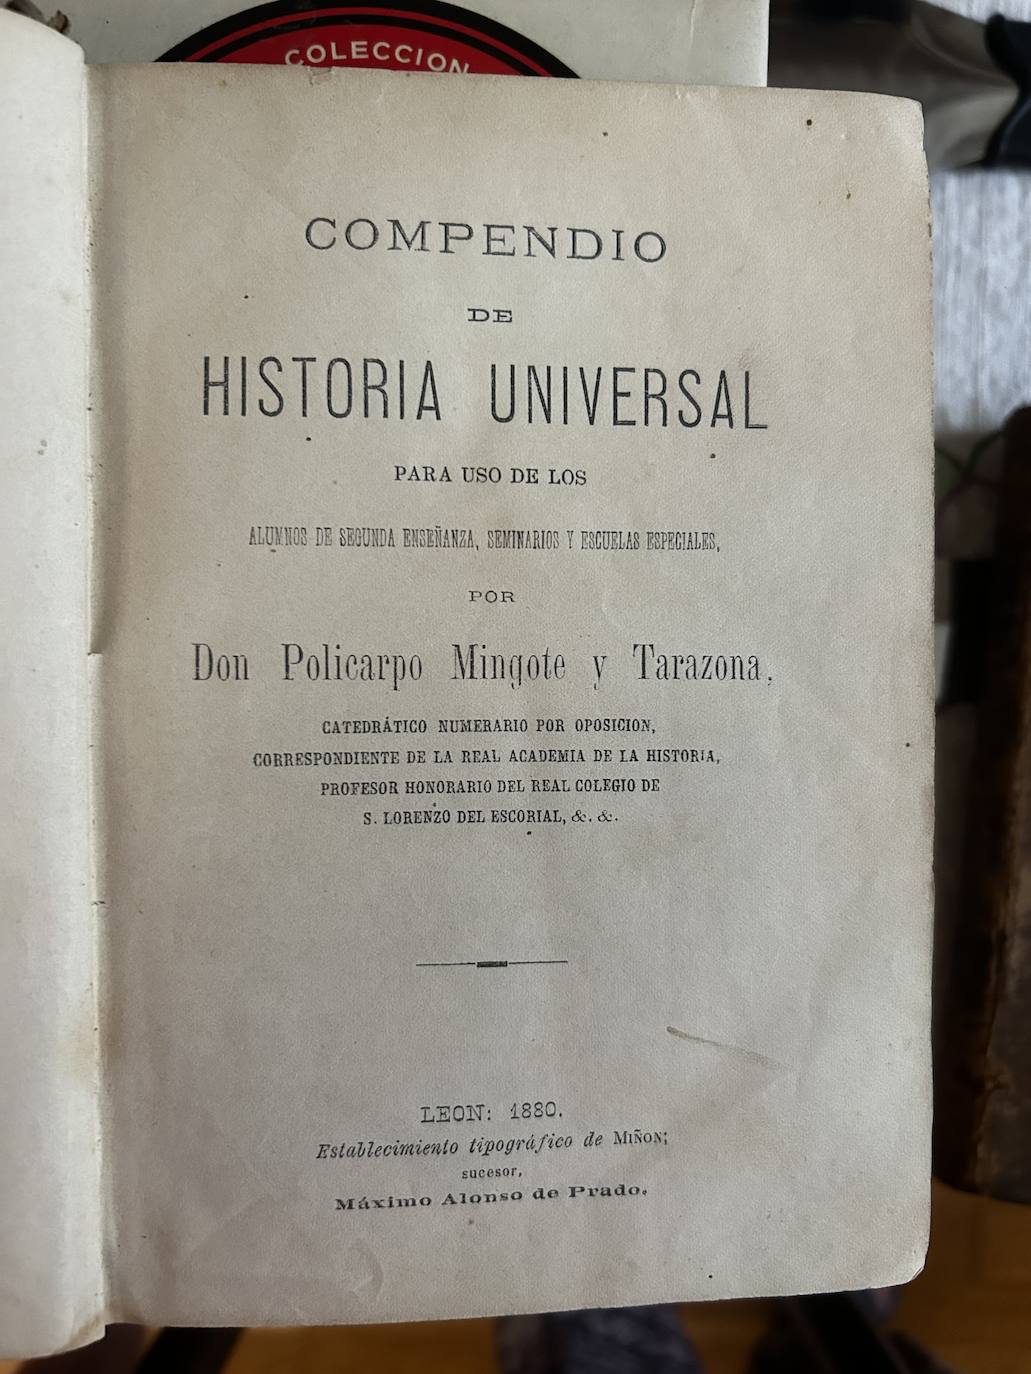 COLECCION
COMPENDIO
DE
HISTORIA UNIVERSAL
PARA USO DE LOS
ALUMNOS DE SEGUNDA ENSEÑANZA, SEMINARIOS Y ESCUELAS ESPECIALES,
POR
Don Policarpo Mingote y Tarazona,
CATEDRÁTICO NUMERARIO POR OPOSICION,
CORRESPONDIENTE DE LA REAL ACADEMIA DE LA HISTORIA,
PROFESOR HONORARIO DEL REAL COLEGIO DE
S. LORENZO DEL ESCORIAL, &. &.
LEON: 1880.
Establecimiento tipográfico de MIÑON;
sucesor,
Máximo Alonso de Prado.